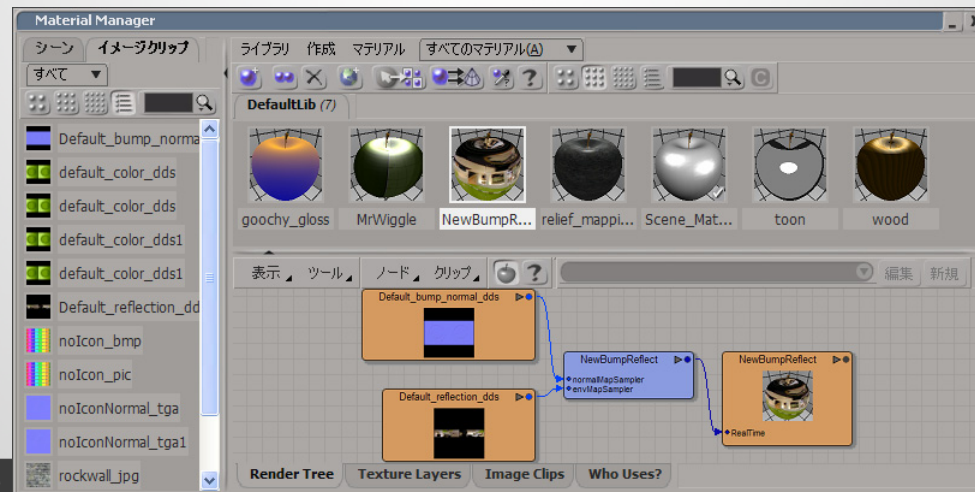 Material Manager
シーン イメージクリップ
すべて
Default_bump_norma
default_color_dds
default_color_dds
default_color_dds1
default_color_dds1
Default_reflection_dd
noIcon_bmp
noIcon_pic
noIconNormal_tga
noIconNormal_tga1
rockwall_jpg
ライブラリ 作成 マテリアル すべてのマテリアル(A)
DefaultLib (7)
goochy_gloss MrWiggle NewBumpR... relief_mappi... Scene_Mat... toon wood
表示 ツール ノード クリップ ? 編集 新規
Default_bump_normal_dds
NewBumpReflect
normalMapSampler
envMapSampler
Default_reflection_dds
NewBumpReflect
RealTime
Render Tree Texture Layers Image Clips Who Uses?